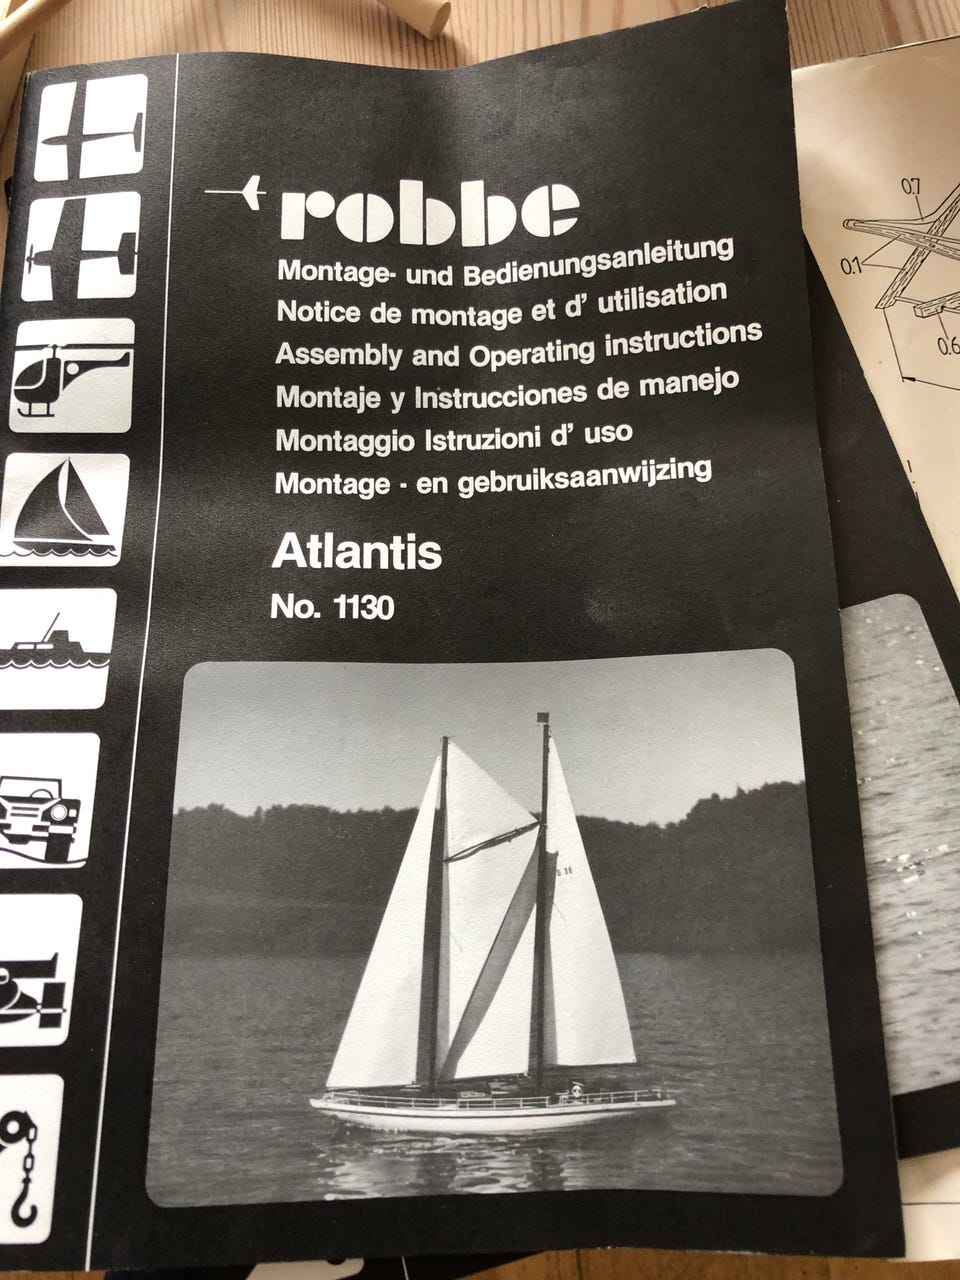 robbe
Montage- und Bedienungsanleitung
Notice de montage et d' utilisation
Assembly and Operating instructions
Montaje y Instrucciones de manejo
Montaggio Istruzioni d' uso
Montage - en gebruiksaanwijzing
Atlantis
No. 1130
0.7
0.1
0.6